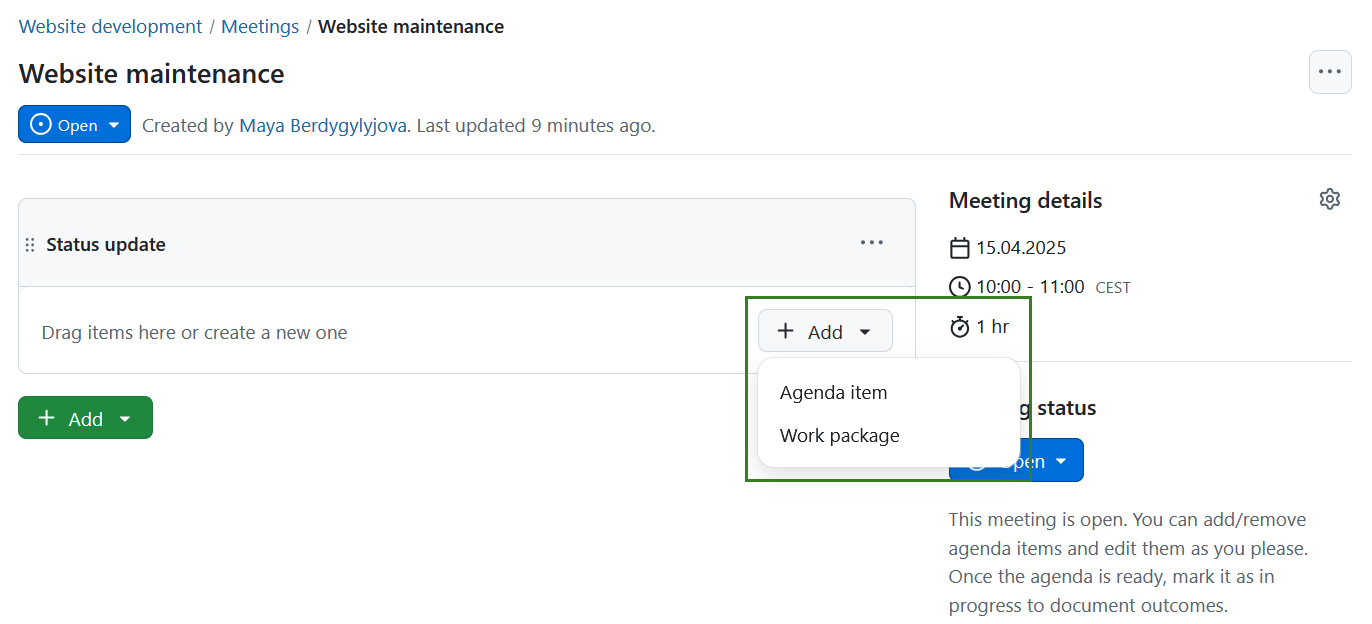 Website development / Meetings / Website maintenance
Website maintenance
Open
Created by Maya Berdygylyjova. Last updated 9 minutes ago.
Status update
Drag items here or create a new one
Add
Agenda item
Work package
Add
Meeting details
15.04.2025
10:00 - 11:00 CEST
1 hr
g status
pen
This meeting is open. You can add/remove
agenda items and edit them as you please.
Once the agenda is ready, mark it as in
progress to document outcomes.